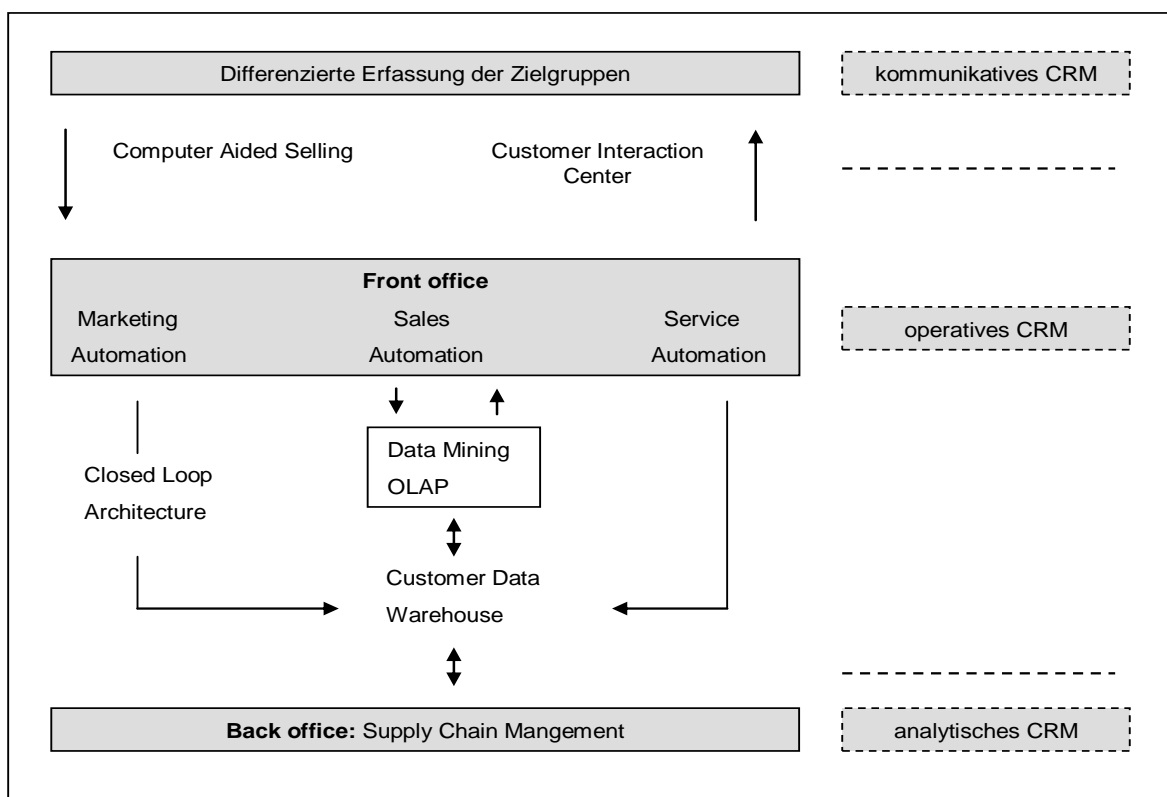 Differenzierte Erfassung der Zielgruppen
kommunikatives CRM
Computer Aided Selling
Customer Interaction
Center
Front office
Marketing
Automation
Sales
Automation
Service
Automation
operatives CRM
Data Mining
OLAP
Closed Loop
Architecture
Customer Data
Warehouse
Back office: Supply Chain Mangement
analytisches CRM